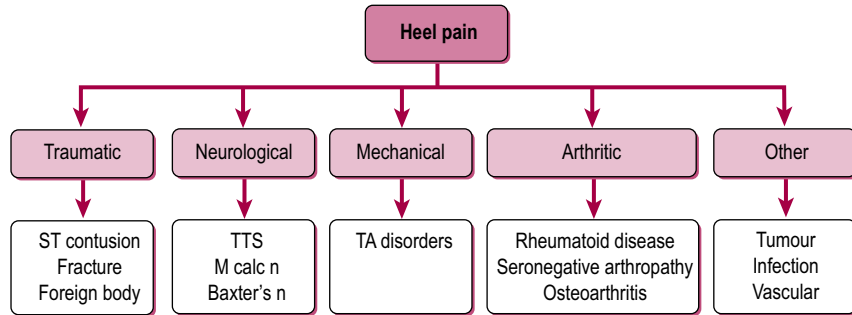 Heel pain
Traumatic
Neurological
Mechanical
Arthritic
Other
ST contusion
Fracture
Foreign body
TTS
M calc n
Baxter's n
TA disorders
Rheumatoid disease
Seronegative arthropathy
Osteoarthritis
Tumour
Infection
Vascular